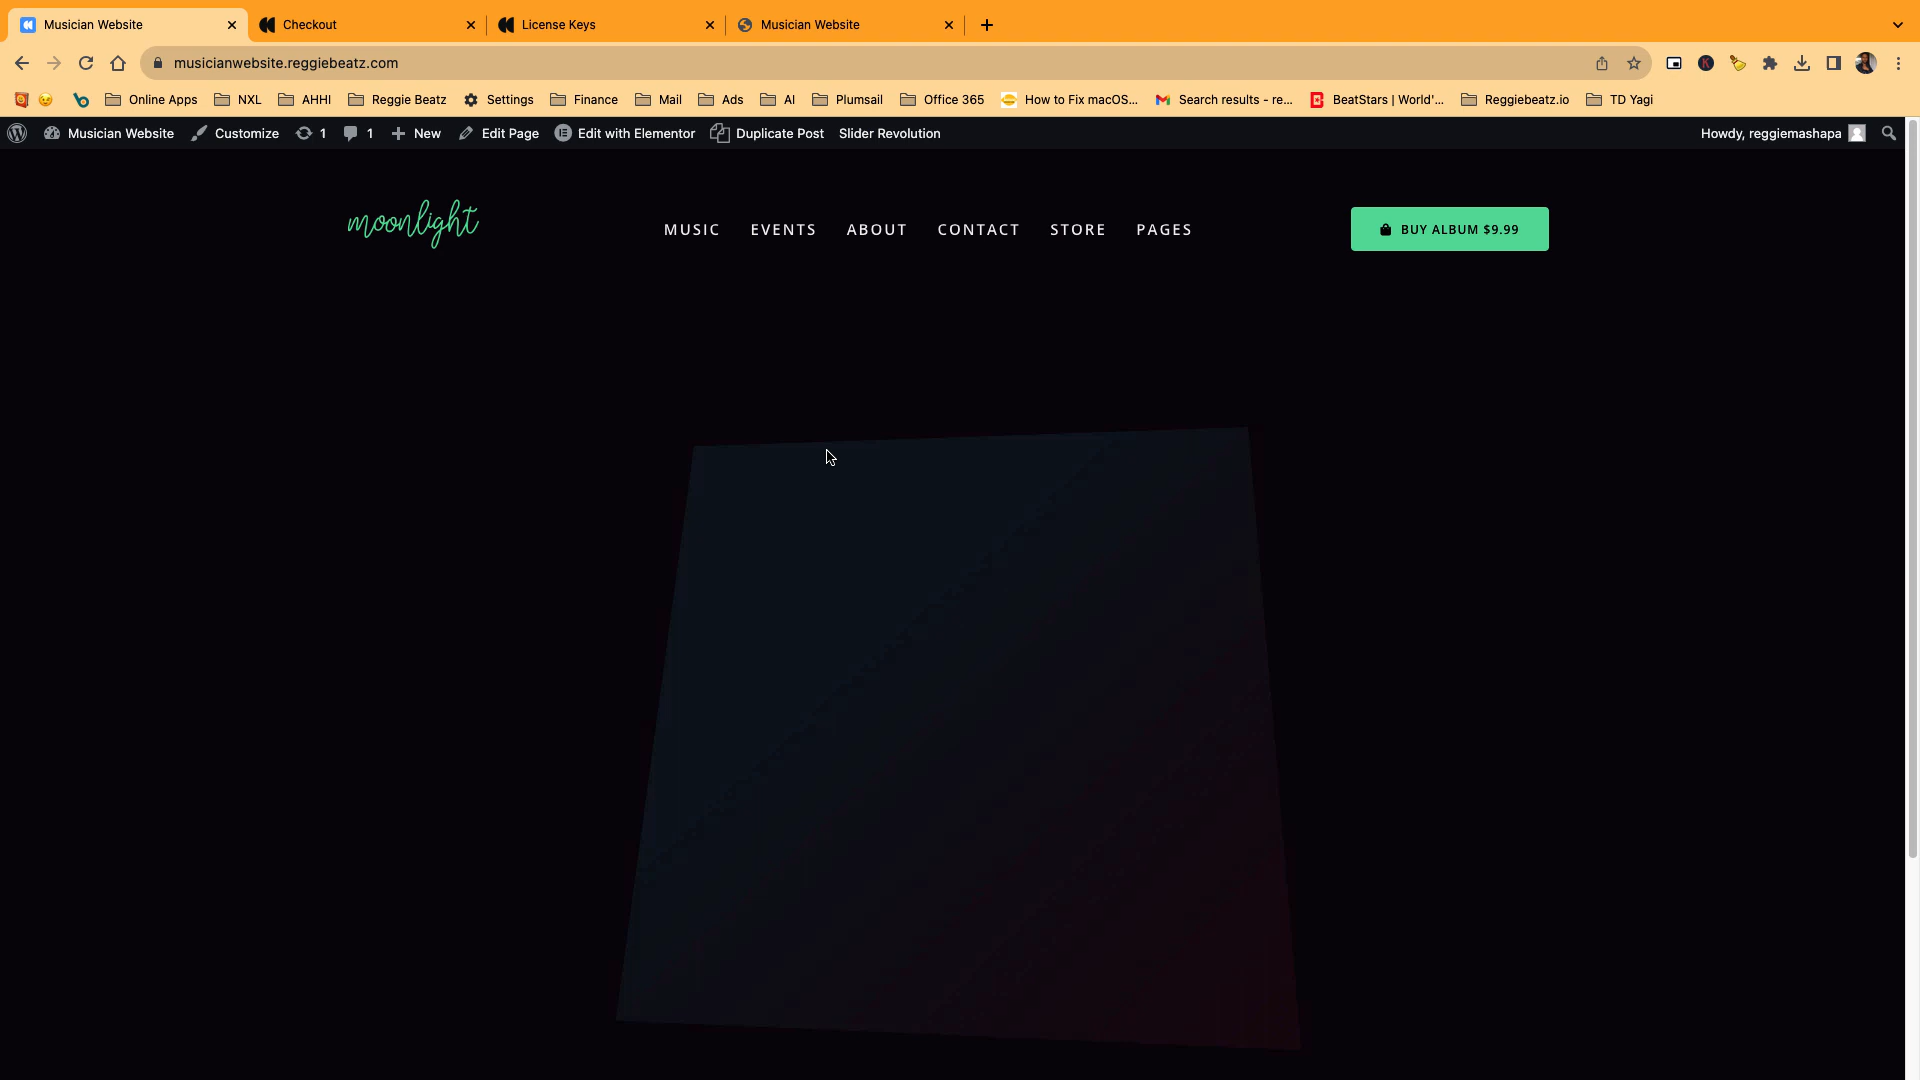 Musician Website
Checkout
License Keys
Musician Website
musicianwebsite.reggiebeatz.com
Online Apps
NXL
AHHI
Reggie Beatz
Settings
Finance
Mail
Ads
AI
Plumsail
Office 365
How to Fix macOS...
Search results - re...
BeatStars | World'...
Reggiebeatz.io
TD Yagi
Musician Website
Customize
1
1
New
Edit Page
Edit with Elementor
Duplicate Post
Slider Revolution
Howdy, reggiemashapa
moonlight
MUSIC
EVENTS
ABOUT
CONTACT
STORE
PAGES
BUY ALBUM $9.99